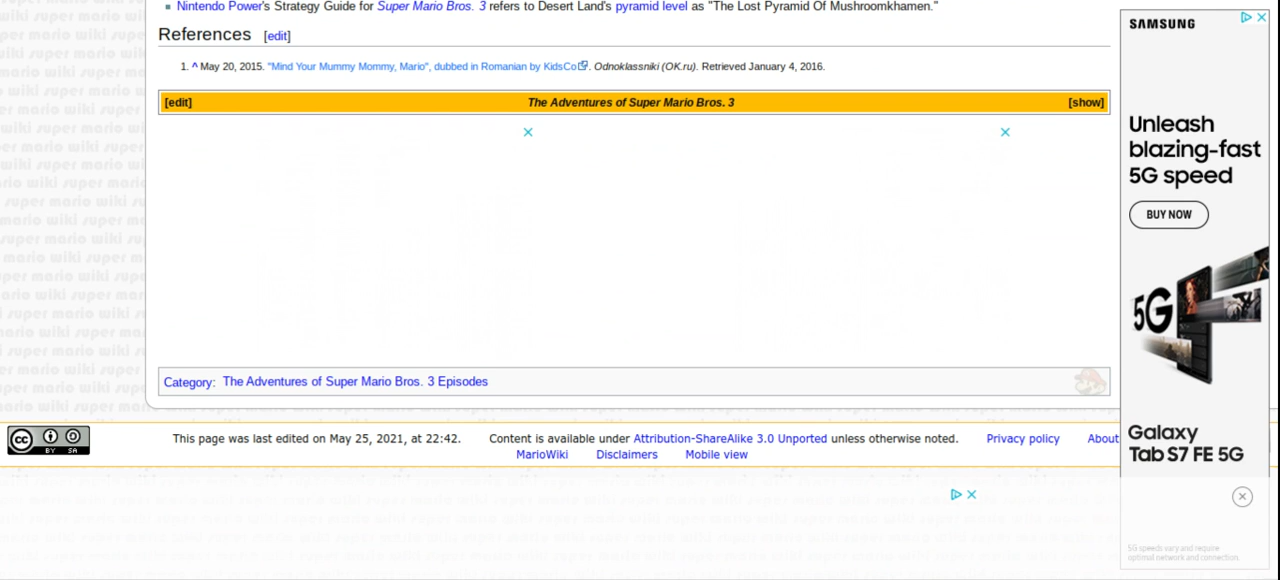 Nintendo Power's Strategy Guide for Super Mario Bros. 3 refers to Desert Land's pyramid level as "The Lost Pyramid Of Mushroomkhamen."
References [edit]
1. ^ May 20, 2015. "Mind Your Mummy Mommy, Mario", dubbed in Romanian by KidsCo. Odnoklassniki (OK.ru). Retrieved January 4, 2016.
[edit] The Adventures of Super Mario Bros. 3 [show]
Category: The Adventures of Super Mario Bros. 3 Episodes
This page was last edited on May 25, 2021, at 22:42. Content is available under Attribution-ShareAlike 3.0 Unported unless otherwise noted. Privacy policy About
MarioWiki Disclaimers Mobile view
cc BY SA
SAMSUNG
Unleash
blazing-fast
5G speed
BUY NOW
5G
Galaxy
Tab S7 FE 5G
5G speeds vary and require
optimal network and connection.